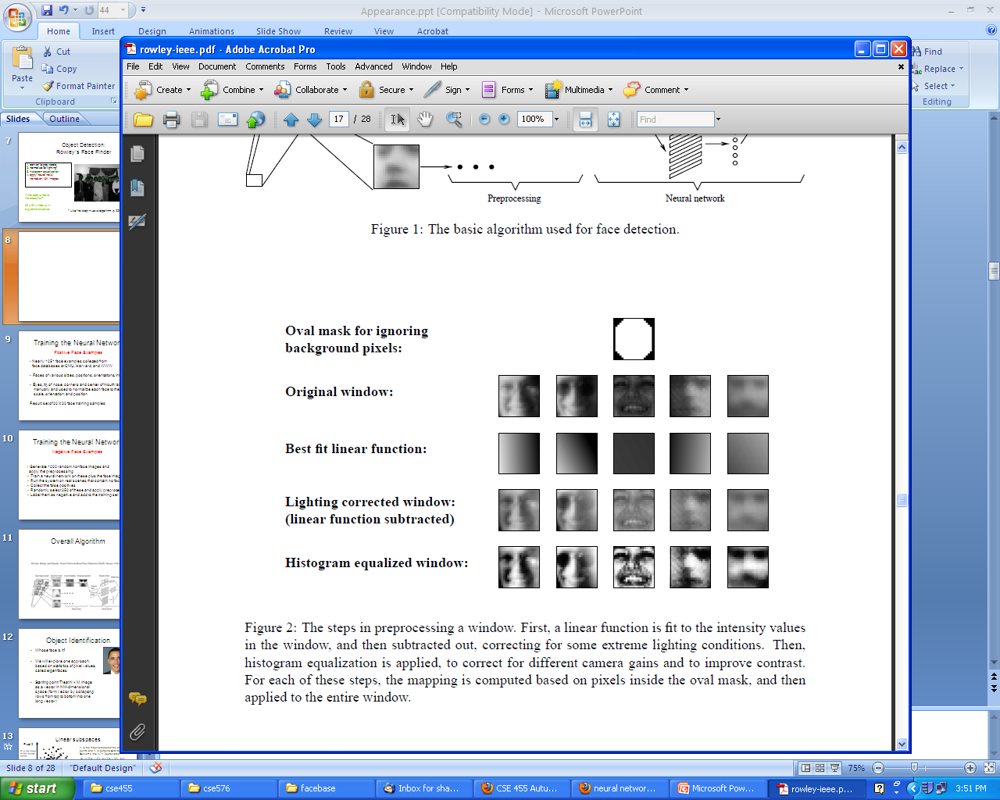 Appearance.ppt [Compatibility Mode] - Microsoft PowerPoint
44
Home Insert Design Animations Slide Show Review View Acrobat
Paste
Cut
Copy
Format Painter
Clipboard
Find
Replace
Select
Editing
Slides Outline
7
Object Detection:
Rowley's Face Finder
8
9
Training the Neural Network
Positive Face Examples
10
Training the Neural Network
Negative Face Examples
11
Overall Algorithm
12
Object Identification
13
Linear subspaces
rowley-ieee.pdf - Adobe Acrobat Pro
File Edit View Document Comments Forms Tools Advanced Window Help
Create Combine Collaborate Secure Sign Forms Multimedia Comment
17 / 28 100% Find
Preprocessing Neural network
Figure 1: The basic algorithm used for face detection.
Oval mask for ignoring
background pixels:
Original window:
Best fit linear function:
Lighting corrected window:
(linear function subtracted)
Histogram equalized window:
Figure 2: The steps in preprocessing a window. First, a linear function is fit to the intensity values
in the window, and then subtracted out, correcting for some extreme lighting conditions. Then,
histogram equalization is applied, to correct for different camera gains and to improve contrast.
For each of these steps, the mapping is computed based on pixels inside the oval mask, and then
applied to the entire window.
Slide 8 of 28 "Default Design" 75%
start cse455 cse576 facebase Inbox for sha... CSE 455 Autu... neural networ... Microsoft Pow... rowley-ieee.p... 3:51 PM